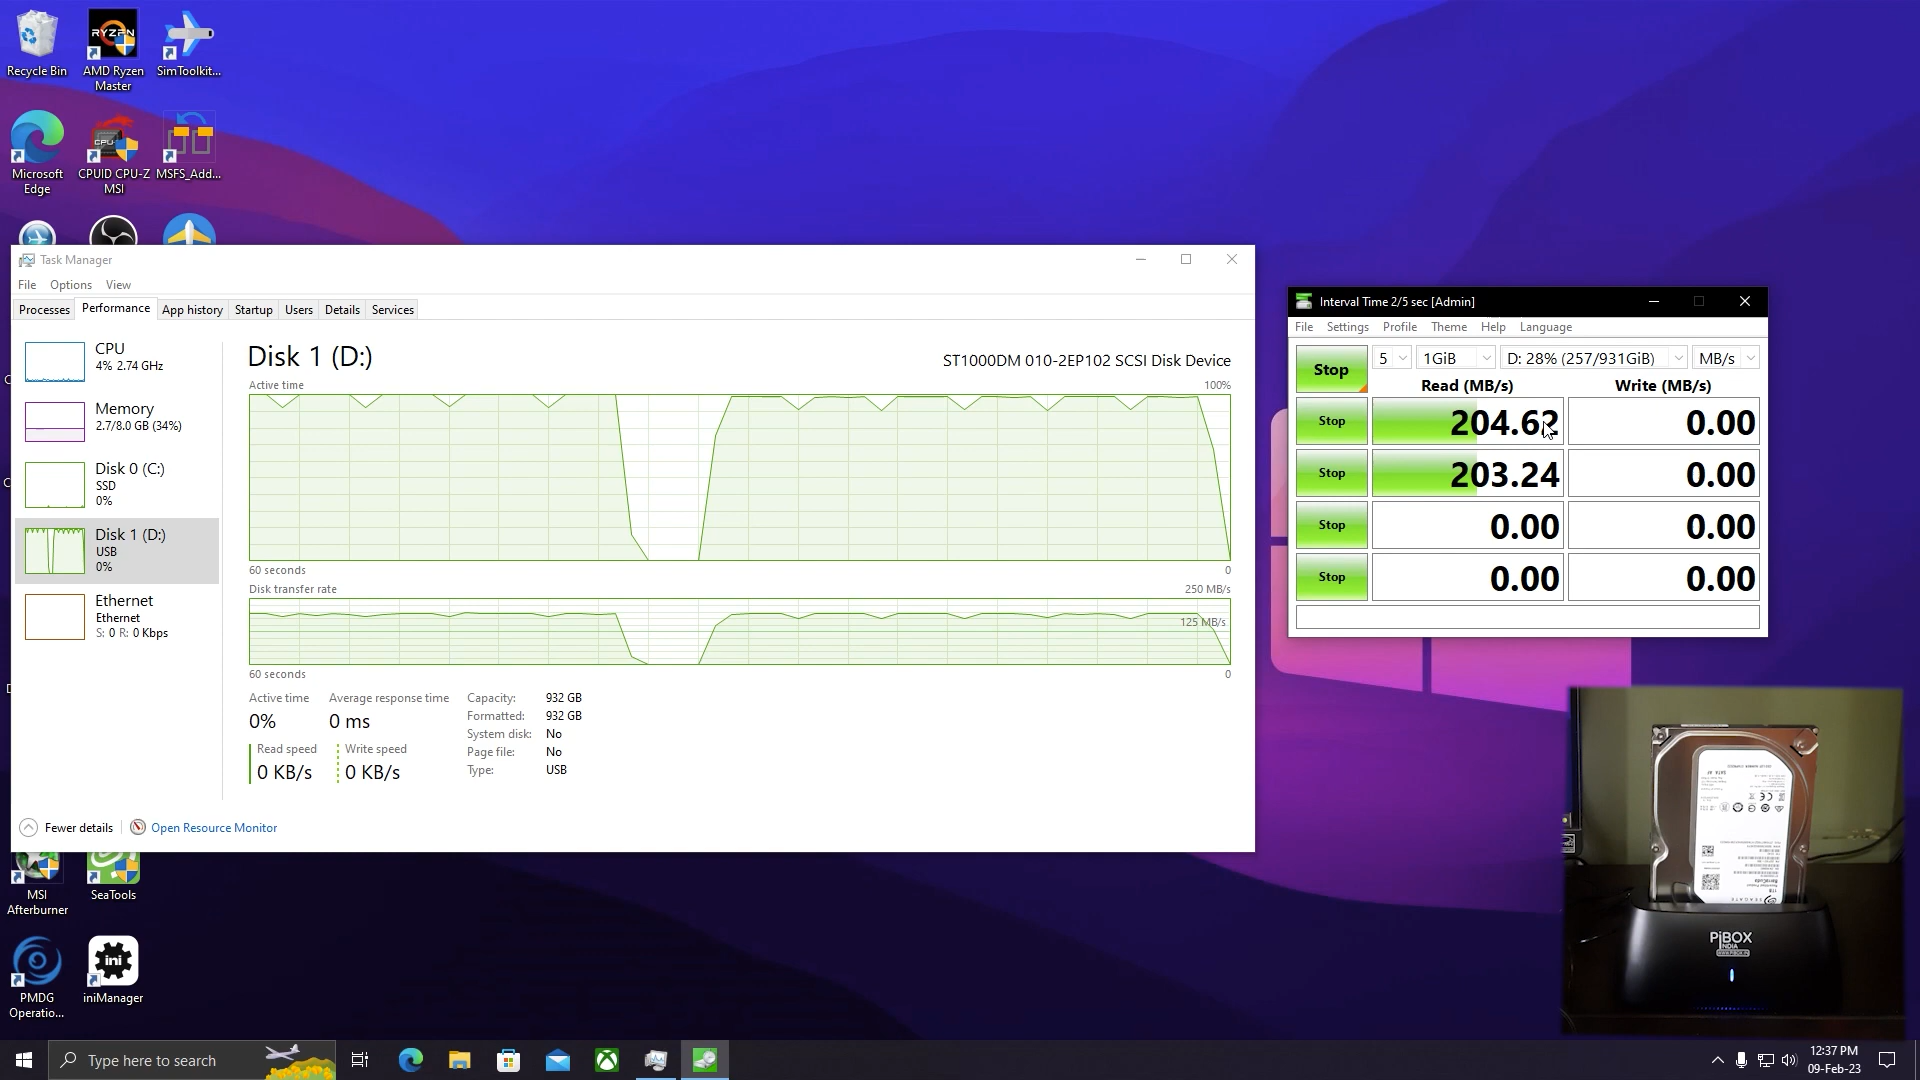 Recycle Bin
AMD Ryzen
Master
SimToolkit...
RYZEN
Microsoft
Edge
CPU
CPUID CPU-Z
MSI
MSFS_Add...
Task Manager
File Options View
Processes Performance App history Startup Users Details Services
CPU
4% 2.74 GHz
Memory
2.7/8.0 GB (34%)
Disk 0 (C:)
SSD
0%
Disk 1 (D:)
USB
0%
Ethernet
Ethernet
S: 0 R: 0 Kbps
Disk 1 (D:)
ST1000DM 010-2EP102 SCSI Disk Device
Active time 100%
60 seconds 0
Disk transfer rate 250 MB/s
125 MB/s
60 seconds 0
Active time Average response time
0% 0 ms
Read speed Write speed
0 KB/s 0 KB/s
Capacity: 932 GB
Formatted: 932 GB
System disk: No
Page file: No
Type: USB
Fewer details Open Resource Monitor
Interval Time 2/5 sec [Admin]
File Settings Profile Theme Help Language
Stop 5 1GiB D: 28% (257/931GiB) MB/s
Read (MB/s) Write (MB/s)
Stop 204.62 0.00
Stop 203.24 0.00
Stop 0.00 0.00
Stop 0.00 0.00
MSI
Afterburner
SeaTools
PMDG
Operatio...
ini
iniManager
BarraCuda
SEAGATE
PiBOX
INDIA
Type here to search
12:37 PM
09-Feb-23